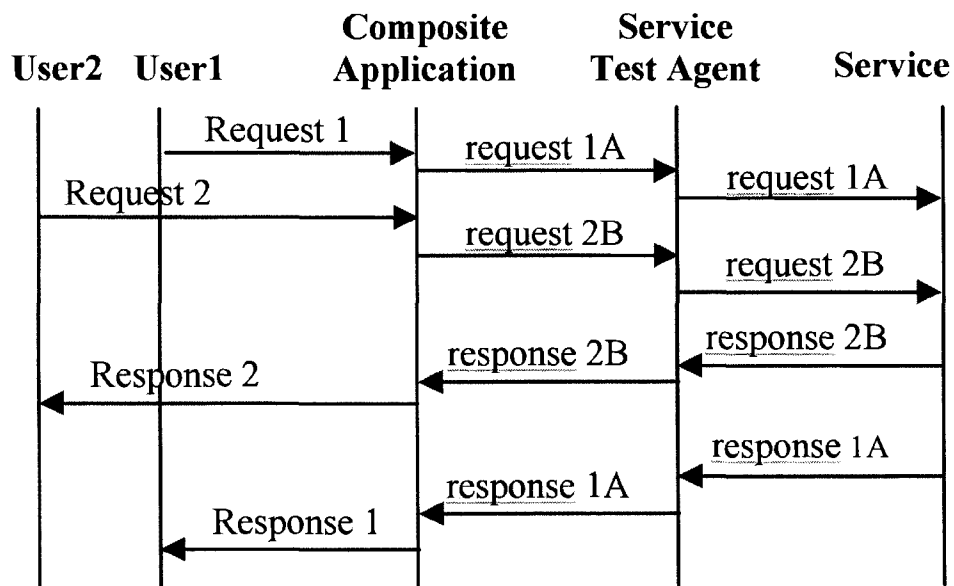 Composite Service
User2 User1 Application Test Agent Service
Request 1
request 1A
request 1A
Request 2
request 2B
request 2B
response 2B
response 2B
Response 2
response 1A
response 1A
Response 1